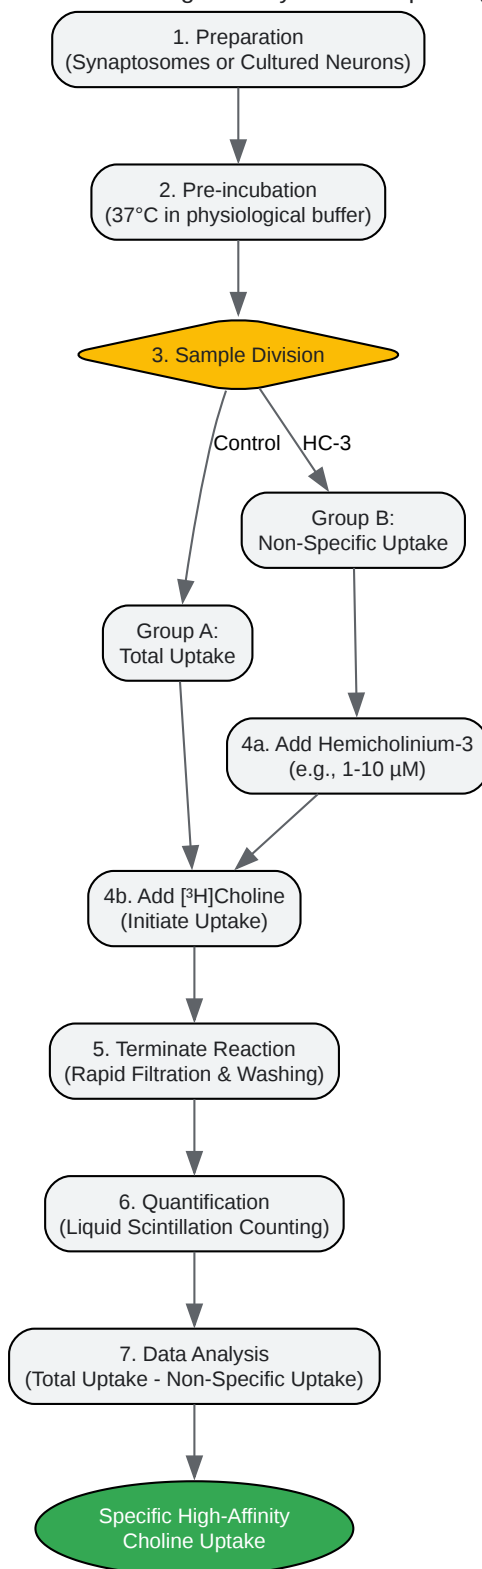 1. Preparation
(Synaptosomes or Cultured Neurons)
2. Pre-incubation
(37°C in physiological buffer)
3. Sample Division
Control
HC-3
Group B:
Non-Specific Uptake
Group A:
Total Uptake
4a. Add Hemicholinium-3
(e.g., 1-10 µM)
4b. Add [³H]Choline
(Initiate Uptake)
5. Terminate Reaction
(Rapid Filtration & Washing)
6. Quantification
(Liquid Scintillation Counting)
7. Data Analysis
(Total Uptake - Non-Specific Uptake)
Specific High-Affinity
Choline Uptake